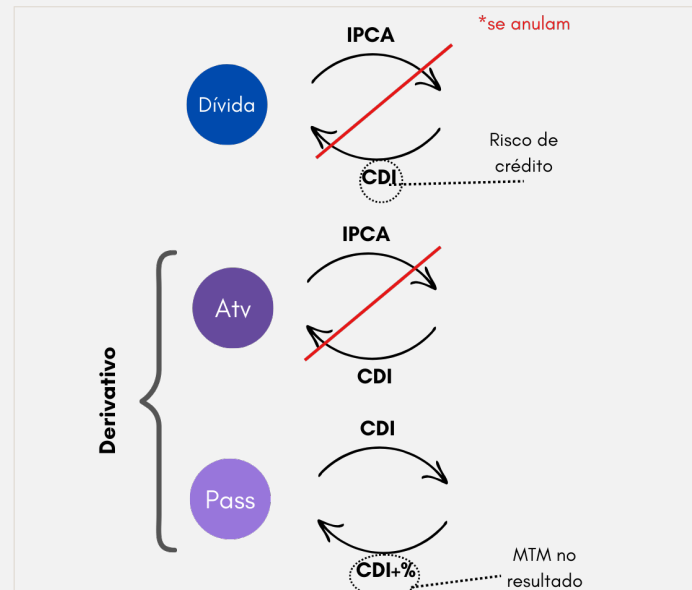 IPCA
*se anulam
Dívida
Risco de
crédito
CDI
IPCA
Atv
CDI
Derivativo
CDI
Pass
MTM no
resultado
CDI+%